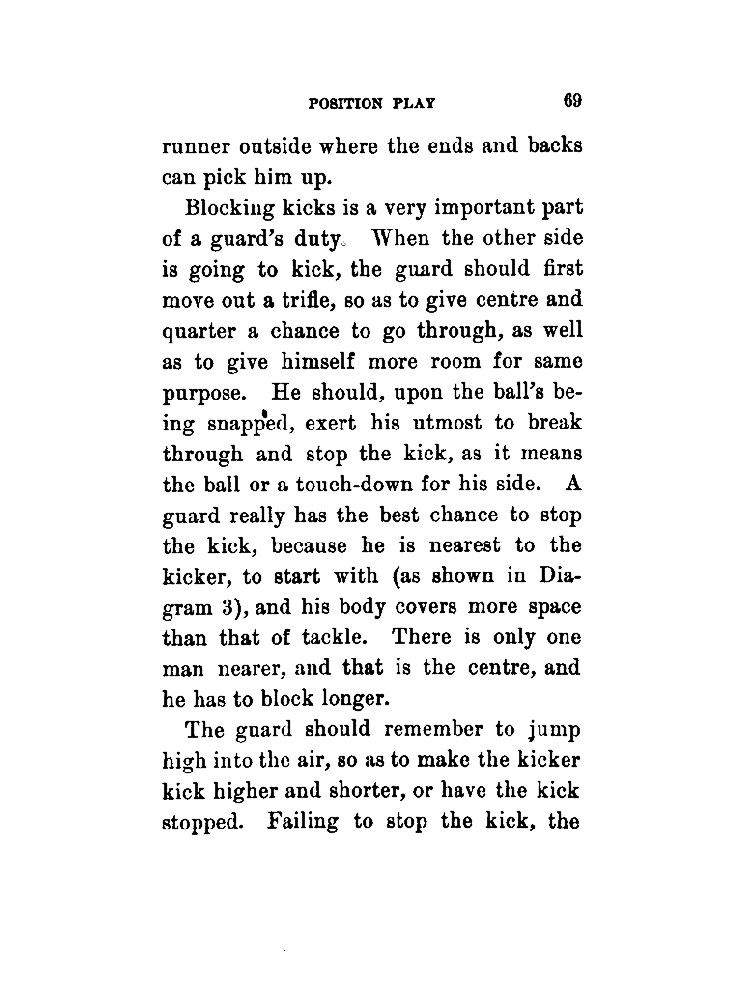 POSITION PLAY 69
runner outside where the ends and backs
can pick him up.
Blocking kicks is a very important part
of a guard's duty. When the other side
is going to kick, the guard should first
move out a trifle, so as to give centre and
quarter a chance to go through, as well
as to give himself more room for same
purpose. He should, upon the ball's be-
ing snapped, exert his utmost to break
through and stop the kick, as it means
the ball or a touch-down for his side. A
guard really has the best chance to stop
the kick, because he is nearest to the
kicker, to start with (as shown in Dia-
gram 3), and his body covers more space
than that of tackle. There is only one
man nearer, and that is the centre, and
he has to block longer.
The guard should remember to jump
high into the air, so as to make the kicker
kick higher and shorter, or have the kick
stopped. Failing to stop the kick, the